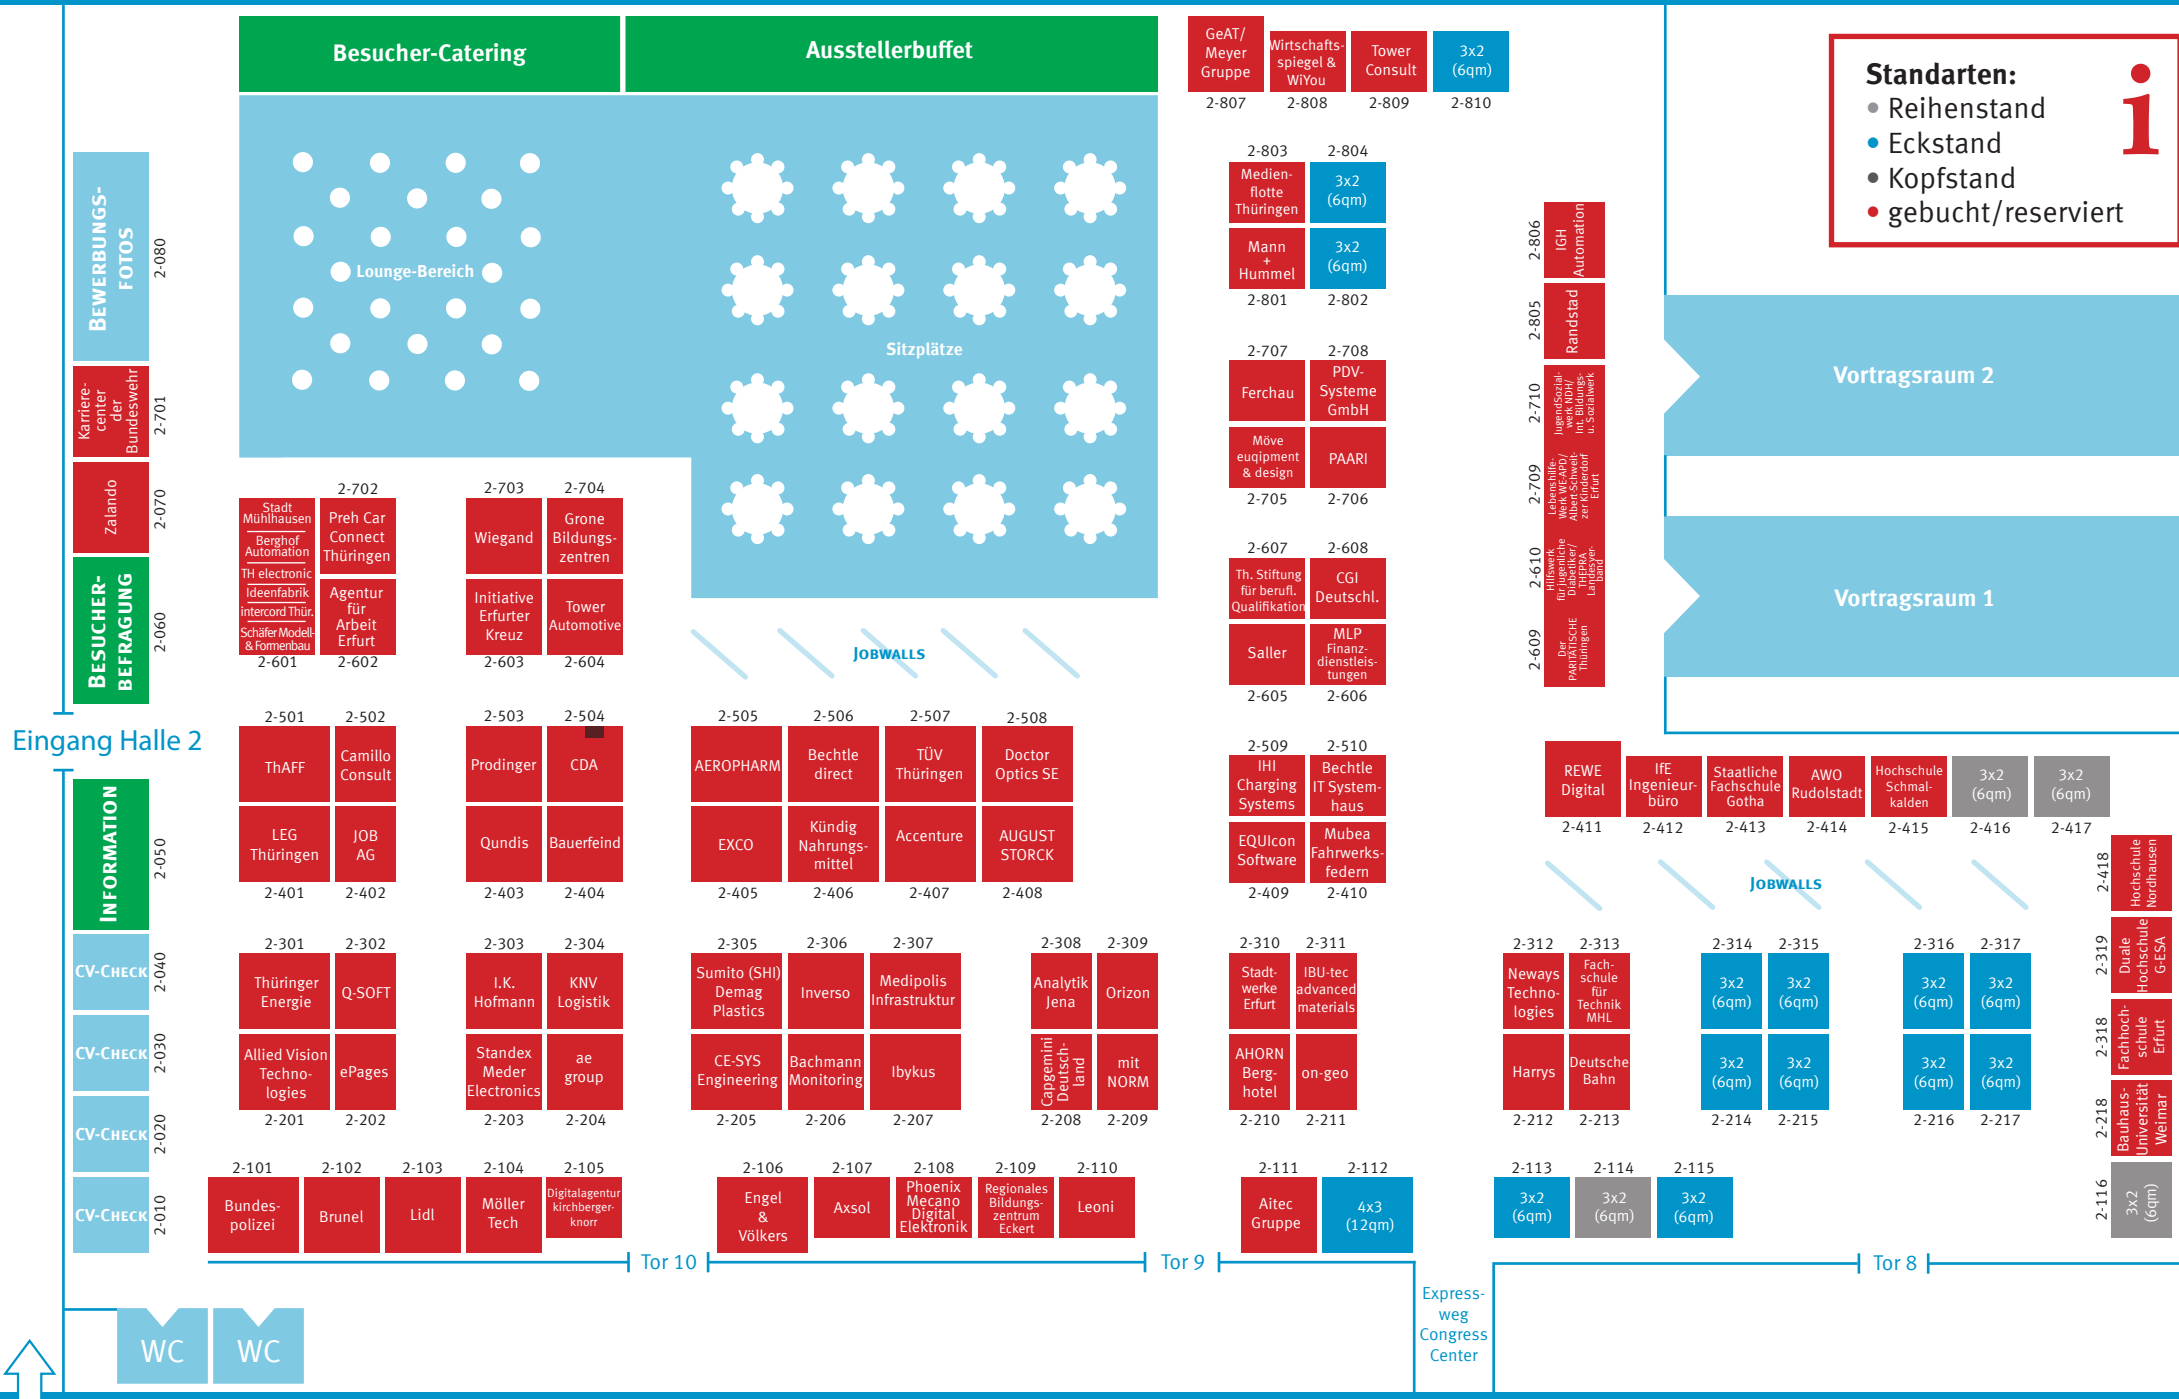 Besucher-Catering
Ausstellerbuffet
GeAT/
Meyer
Gruppe
2-807
Wirtschafts-
spiegel &
WiYou
2-808
Tower
Consult
2-809
3x2
(6qm)
2-810
Standarten:
• Reihenstand
• Eckstand
• Kopfstand
• gebucht/reserviert
i
BEWERBUNGS-
FOTOS
2-080
Karriere-
center
der
Bundeswehr
2-701
Zalando
2-070
BESUCHER-
BEFRAGUNG
2-060
Eingang Halle 2
INFORMATION
2-050
CV-CHECK
2-040
CV-CHECK
2-030
CV-CHECK
2-020
CV-CHECK
2-010
Lounge-Bereich
Sitzplätze
2-803
Medien-
flotte
Thüringen
2-804
3x2
(6qm)
Mann
+
Hummel
2-801
3x2
(6qm)
2-802
2-806
IGH
Automation
2-805
Randstad
2-710
JugendSozial-
werk NDH/
Int. Bildungs-
u. Sozialwerk
2-709
Lebenshilfe-
Werk WE-APD/
Albert-Schweit-
zer Kinderdorf
Erfurt
2-610
Hilfswerk
für jugenliche
Diabetiker/
THEPRA
Landesver-
band
2-609
Der
PARITÄTISCHE
Thüringen
Vortragsraum 2
Vortragsraum 1
2-707
Ferchau
2-708
PDV-
Systeme
GmbH
Möve
euqipment
& design
2-705
PAARI
2-706
2-607
Th. Stiftung
für berufl.
Qualifikation
2-608
CGI
Deutschl.
Saller
2-605
MLP
Finanz-
dienstleis-
tungen
2-606
Stadt
Mühlhausen
Berghof
Automation
TH electronic
Ideenfabrik
intercord Thür.
Schäfer Modell-
& Formenbau
2-601
2-702
Preh Car
Connect
Thüringen
Agentur
für
Arbeit
Erfurt
2-602
2-703
Wiegand
2-704
Grone
Bildungs-
zentren
Initiative
Erfurter
Kreuz
2-603
Tower
Automotive
2-604
JOBWALLS
2-501
ThAFF
2-502
Camillo
Consult
2-503
Prodinger
2-504
CDA
2-505
AEROPHARM
2-506
Bechtle
direct
2-507
TÜV
Thüringen
2-508
Doctor
Optics SE
2-509
IHI
Charging
Systems
2-510
Bechtle
IT System-
haus
LEG
Thüringen
2-401
JOB
AG
2-402
Qundis
2-403
Bauerfeind
2-404
EXCO
2-405
Kündig
Nahrungs-
mittel
2-406
Accenture
2-407
AUGUST
STORCK
2-408
EQUIcon
Software
2-409
Mubea
Fahrwerks-
federn
2-410
REWE
Digital
2-411
IfE
Ingenieur-
büro
2-412
Staatliche
Fachschule
Gotha
2-413
AWO
Rudolstadt
2-414
Hochschule
Schmal-
kalden
2-415
3x2
(6qm)
2-416
3x2
(6qm)
2-417
JOBWALLS
2-418
Hochschule
Nordhausen
2-319
Duale
Hochschule
G-ESA
2-318
Fachhoch-
schule
Erfurt
2-218
Bauhaus-
Universität
Weimar
2-116
3x2
(6qm)
2-301
Thüringer
Energie
2-302
Q-SOFT
2-303
I.K.
Hofmann
2-304
KNV
Logistik
2-305
Sumito (SHI)
Demag
Plastics
2-306
Inverso
2-307
Medipolis
Infrastruktur
2-308
Analytik
Jena
2-309
Orizon
2-310
Stadt-
werke
Erfurt
2-311
IBU-tec
advanced
materials
2-312
Neways
Techno-
logies
2-313
Fach-
schule
für
Technik
MHL
2-314
3x2
(6qm)
2-315
3x2
(6qm)
2-316
3x2
(6qm)
2-317
3x2
(6qm)
Allied Vision
Techno-
logies
2-201
ePages
2-202
Standex
Meder
Electronics
2-203
ae
group
2-204
CE-SYS
Engineering
2-205
Bachmann
Monitoring
2-206
Ibykus
2-207
Capgemini
Deutsch-
land
2-208
mit
NORM
2-209
AHORN
Berg-
hotel
2-210
on-geo
2-211
Harrys
2-212
Deutsche
Bahn
2-213
3x2
(6qm)
2-214
3x2
(6qm)
2-215
3x2
(6qm)
2-216
3x2
(6qm)
2-217
2-101
Bundes-
polizei
2-102
Brunel
2-103
Lidl
2-104
Möller
Tech
2-105
Digitalagentur
kirchberger-
knorr
2-106
Engel
&
Völkers
2-107
Axsol
2-108
Phoenix
Mecano
Digital
Elektronik
2-109
Regionales
Bildungs-
zentrum
Eckert
2-110
Leoni
2-111
Aitec
Gruppe
2-112
4x3
(12qm)
2-113
3x2
(6qm)
2-114
3x2
(6qm)
2-115
3x2
(6qm)
Tor 10
Tor 9
Tor 8
Express-
weg
Congress
Center
WC
WC